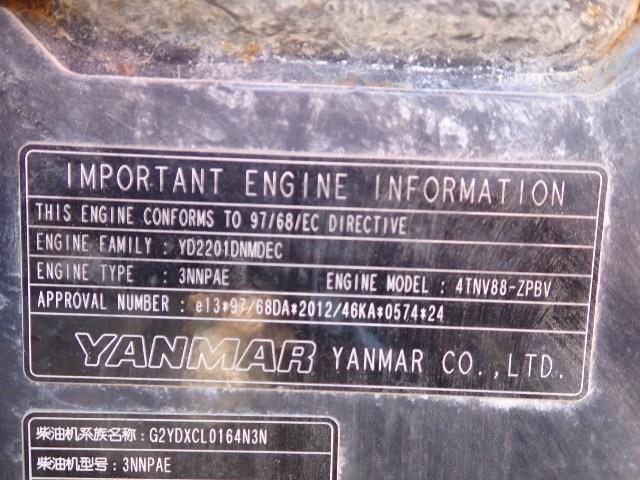 IMPORTANT ENGINE INFORMATION
THIS ENGINE CONFORMS TO 97/68/EC DIRECTIVE
ENGINE FAMILY : YD2201DNMDEC
ENGINE TYPE : 3NNPAE ENGINE MODEL : 4TNV88-ZPBV
APPROVAL NUMBER : e13*97/68DA*2012/46KA*0574*24
YANMAR YANMAR CO.,LTD.
柴油机系族名称: G2YDXCL0164N3N
柴油机型号: 3NNPAE